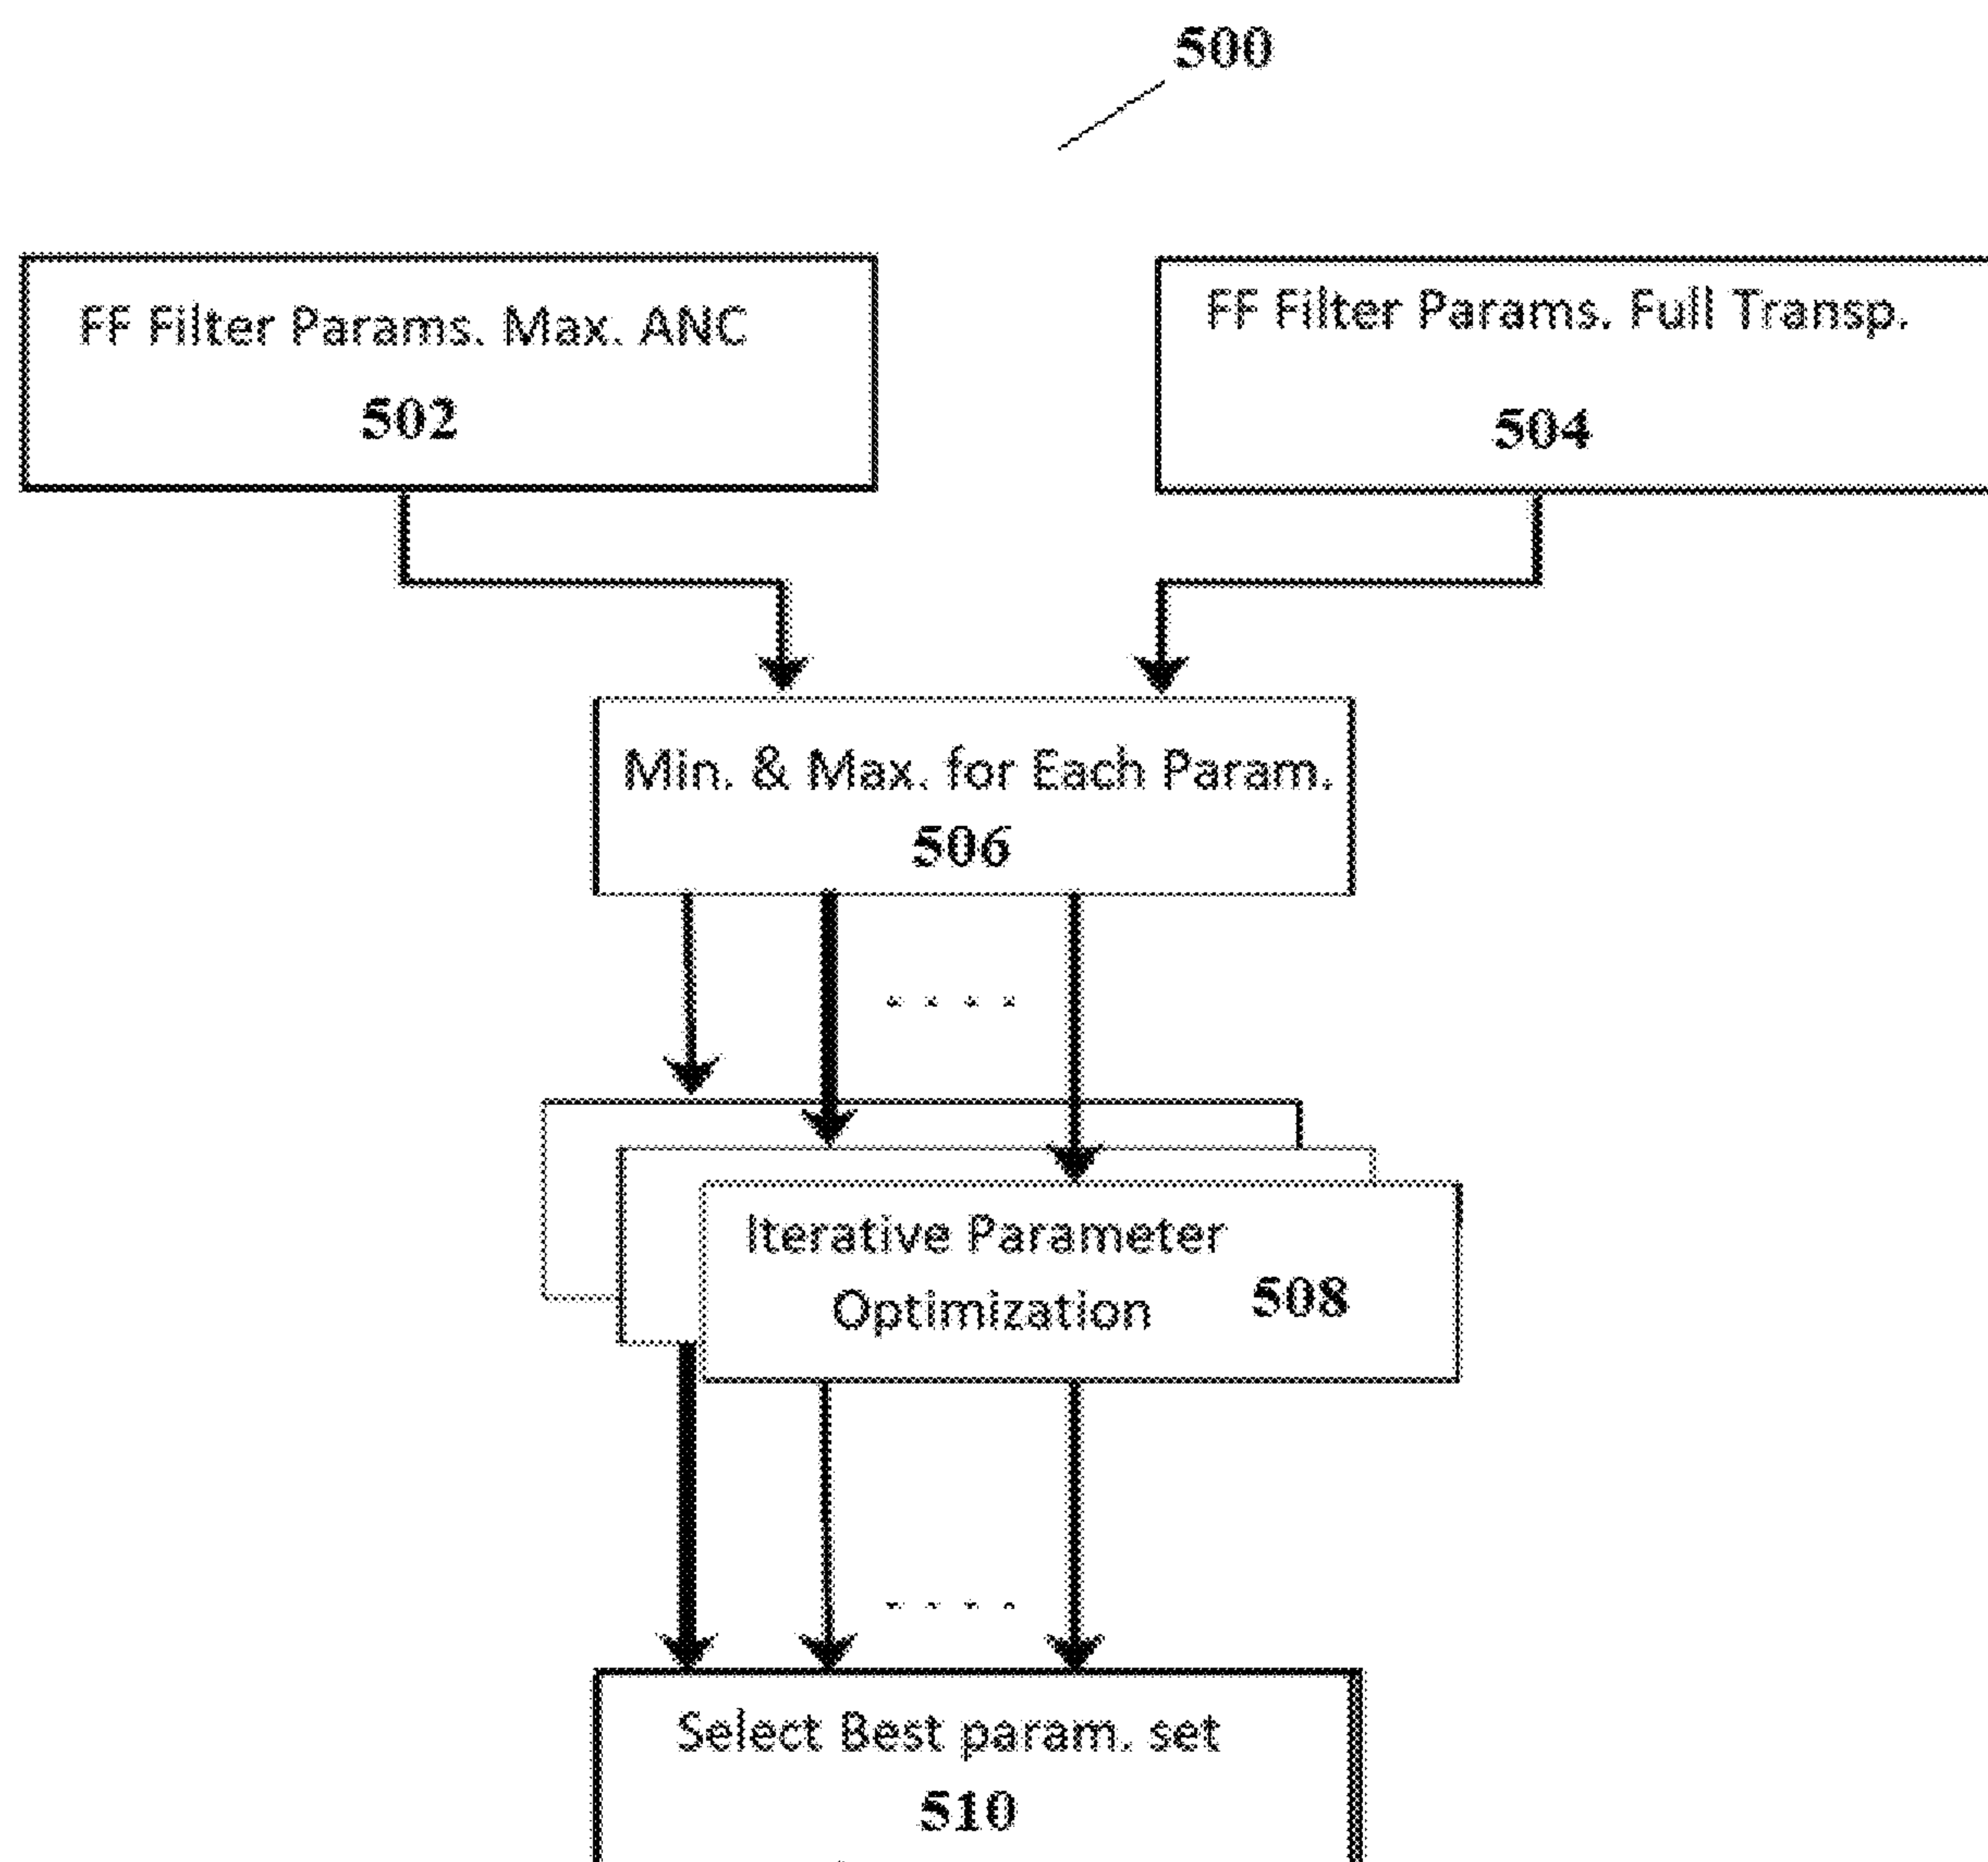 500
FF Filter Params. Max. ANC
502
FF Filter Params. Full Transp.
504
Min. & Max. for Each Param.
506
Iterative Parameter
Optimization 508
Select Best param. set
510